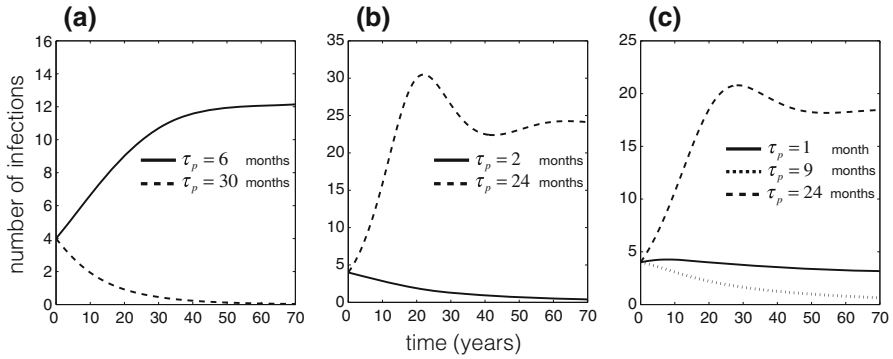 (a)
16
14
12
10
8
6
4
2
0
0 10 20 30 40 50 60 70
τp = 6 months
τp = 30 months
(b)
35
30
25
20
15
10
5
0
0 10 20 30 40 50 60 70
τp = 2 months
τp = 24 months
(c)
25
20
15
10
5
0
0 10 20 30 40 50 60 70
τp = 1 month
τp = 9 months
τp = 24 months
number of infections
time (years)